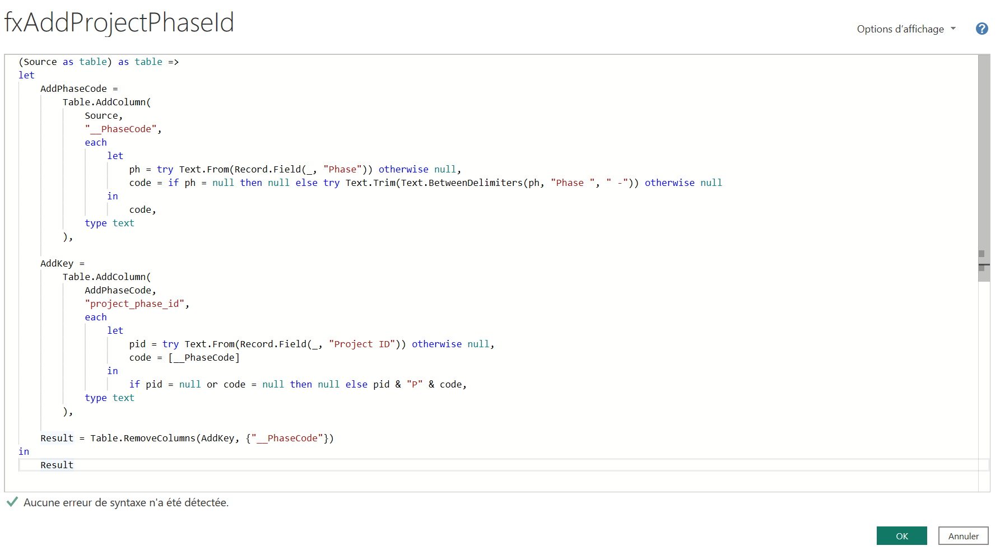 fxAddProjectPhaseId
Options d'affichage
?
(Source as table) as table =>
let
    AddPhaseCode =
        Table.AddColumn(
            Source,
            "__PhaseCode",
            each
                let
                    ph = try Text.From(Record.Field(_, "Phase")) otherwise null,
                    code = if ph = null then null else try Text.Trim(Text.BetweenDelimiters(ph, "Phase ", " -")) otherwise null
                in
                    code,
            type text
        ),
    AddKey =
        Table.AddColumn(
            AddPhaseCode,
            "project_phase_id",
            each
                let
                    pid = try Text.From(Record.Field(_, "Project ID")) otherwise null,
                    code = [__PhaseCode]
                in
                    if pid = null or code = null then null else pid & "P" & code,
            type text
        ),
    Result = Table.RemoveColumns(AddKey, {"__PhaseCode"})
in
    Result
Aucune erreur de syntaxe n'a été détectée.
OK
Annuler